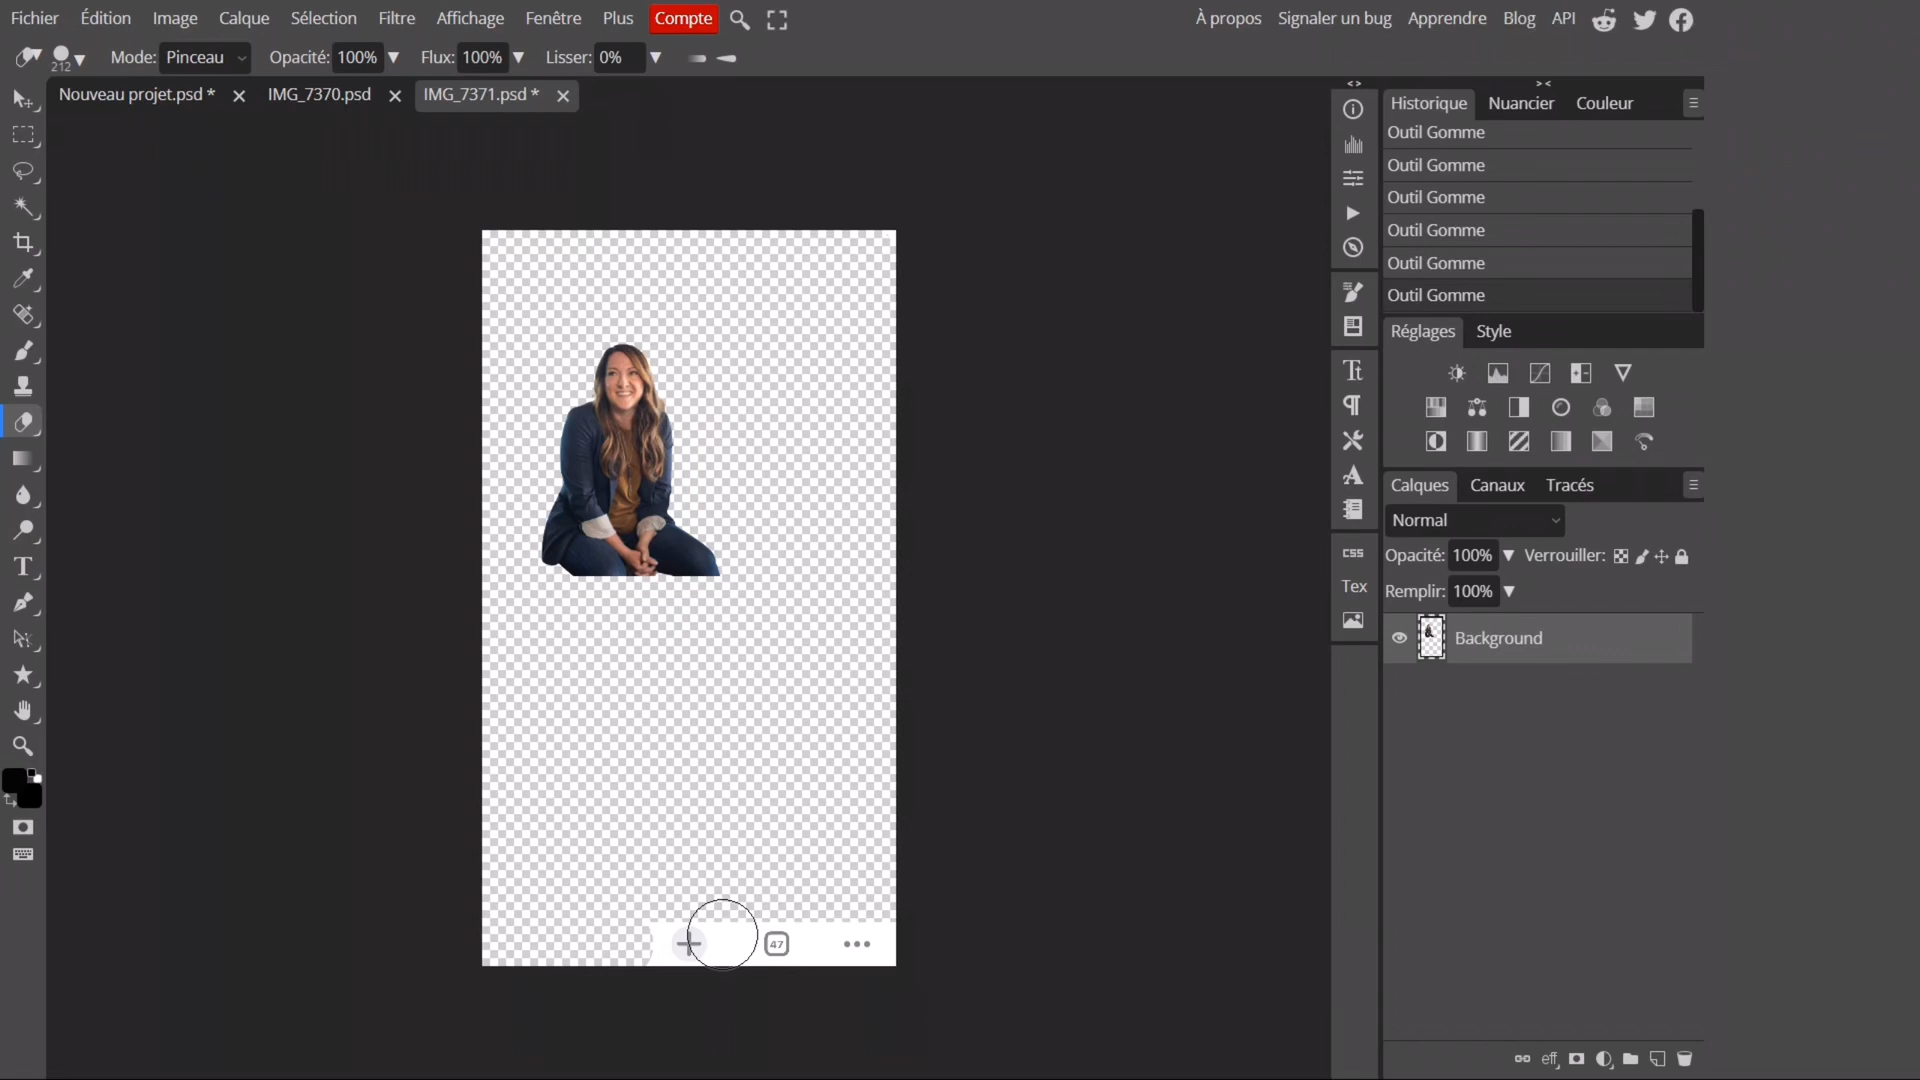 Fichier Édition Image Calque Sélection Filtre Affichage Fenêtre Plus Compte À propos Signaler un bug Apprendre Blog API
212 Mode: Pinceau Opacité: 100% Flux: 100% Lisser: 0%
Nouveau projet.psd * IMG_7370.psd IMG_7371.psd *
Historique Nuancier Couleur
Outil Gomme
Outil Gomme
Outil Gomme
Outil Gomme
Outil Gomme
Outil Gomme
Réglages Style
Calques Canaux Tracés
Normal
Opacité: 100% Verrouiller:
Remplir: 100%
Background
CSS
Tex
47
eff